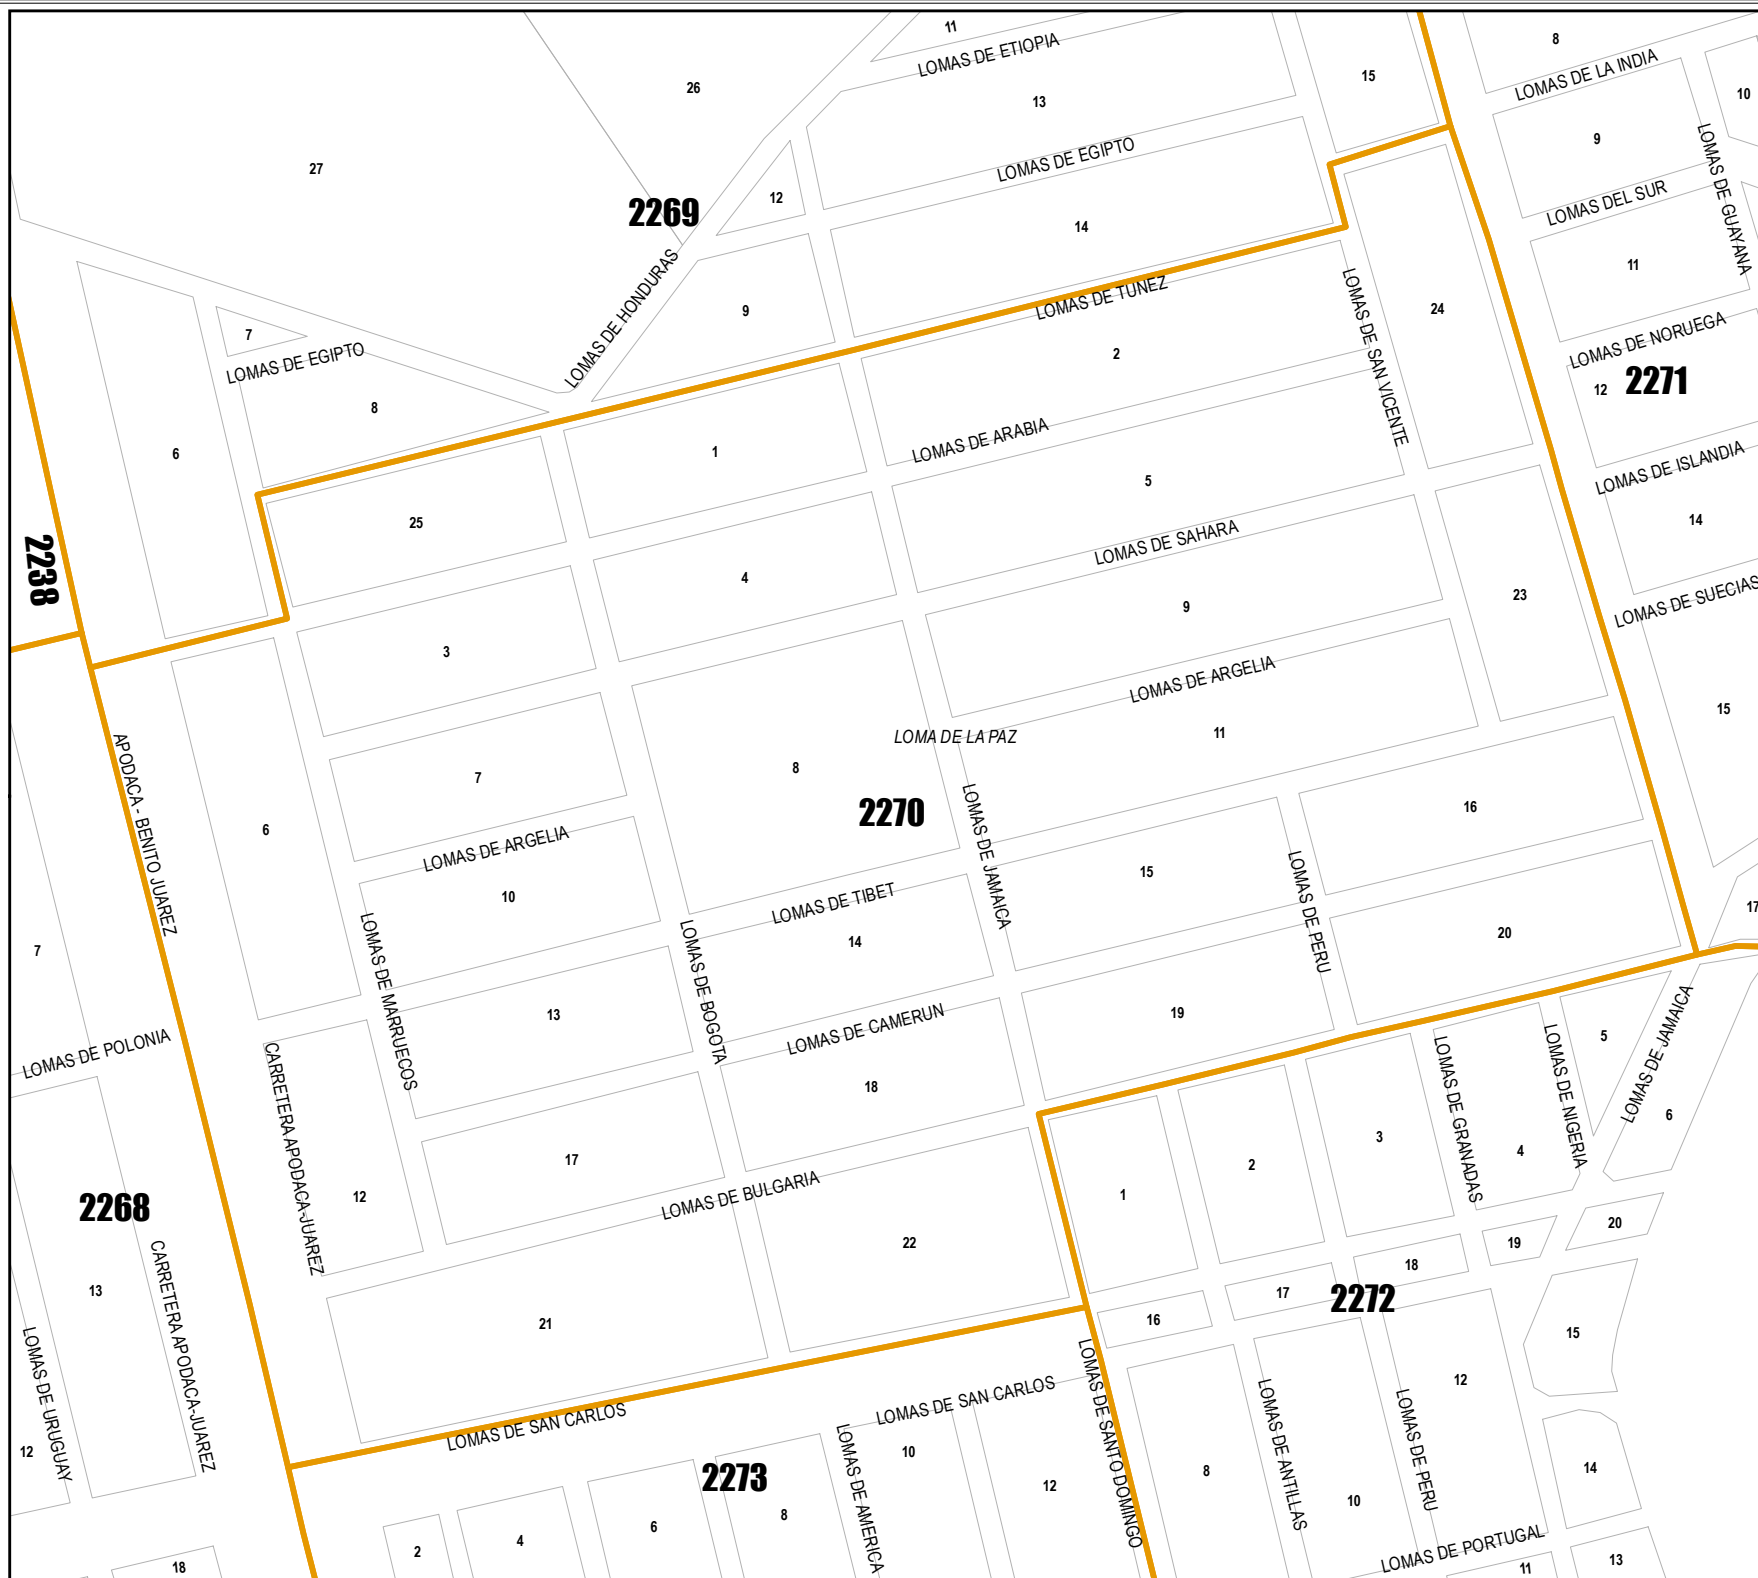 11
LOMAS DE ETIOPIA
8
LOMAS DE LA INDIA
15
26
13
10
27
LOMAS DE EGIPTO
9
LOMAS DE GUAYANA
12
2269
LOMAS DEL SUR
14
LOMAS DE HONDURAS
11
LOMAS DE TUNEZ
LOMAS DE SAN VICENTE
24
9
7
LOMAS DE EGIPTO
LOMAS DE NORUEGA
2
12
2271
8
6
1
LOMAS DE ARABIA
LOMAS DE ISLANDIA
5
25
14
2238
LOMAS DE SAHARA
4
9
23
LOMAS DE SUECIAS
3
LOMAS DE ARGELIA
15
LOMA DE LA PAZ
11
APODACA - BENITO JUAREZ
7
8
2270
16
6
LOMAS DE ARGELIA
LOMAS DE JAMAICA
15
LOMAS DE PERU
10
LOMAS DE TIBET
17
7
LOMAS DE MARRUECOS
LOMAS DE BOGOTA
14
20
13
LOMAS DE CAMERUN
19
LOMAS DE POLONIA
CARRETERA APODACA-JUAREZ
LOMAS DE GRANADAS
LOMAS DE NIGERIA
5
LOMAS DE JAMAICA
18
6
17
3
4
2
1
12
2268
LOMAS DE BULGARIA
20
22
19
18
13
CARRETERA APODACA-JUAREZ
17
2272
16
21
15
LOMAS DE URUGUAY
LOMAS DE SANTO DOMINGO
LOMAS DE SAN CARLOS
LOMAS DE SAN CARLOS
LOMAS DE ANTILLAS
LOMAS DE PERU
12
12
LOMAS DE AMERICA
10
2273
12
8
14
10
8
6
4
2
LOMAS DE PORTUGAL
18
11
13